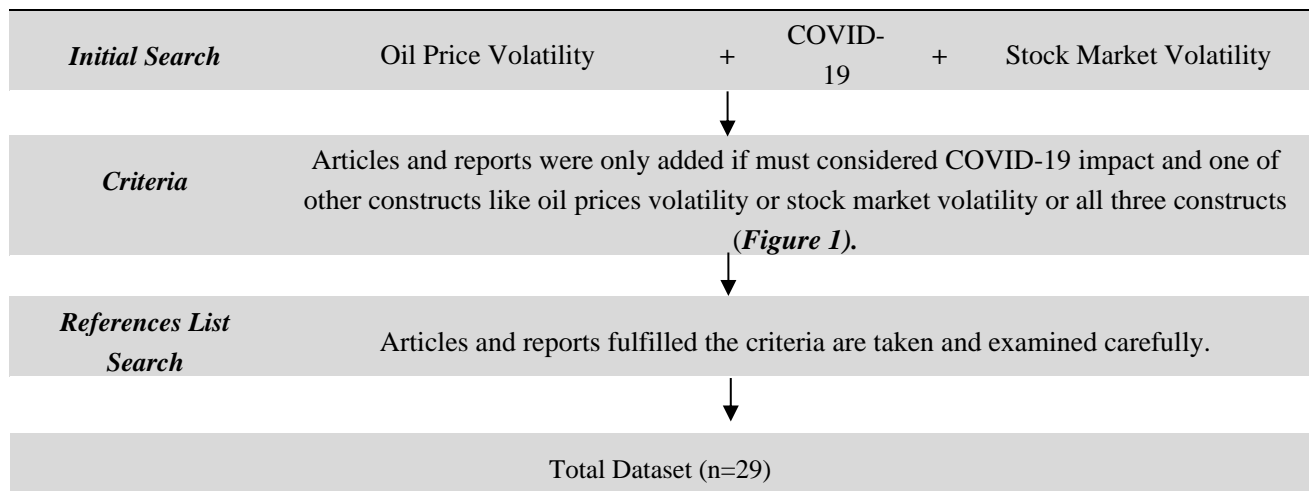 Initial Search Oil Price Volatility + COVID-
19 + Stock Market Volatility
Criteria
Articles and reports were only added if must considered COVID-19 impact and one of
other constructs like oil prices volatility or stock market volatility or all three constructs
(Figure 1).
References List
Search
Articles and reports fulfilled the criteria are taken and examined carefully.
Total Dataset (n=29)